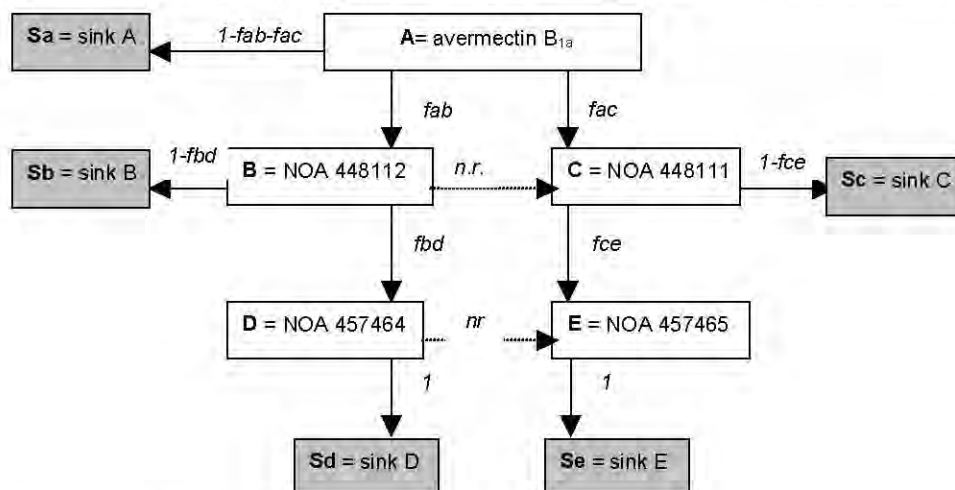 Sa = sink A
1-fab-fac
A= avermectin B1a
fab
fac
Sb = sink B
1-fbd
B = NOA 448112
n.r.
C = NOA 448111
1-fce
Sc = sink C
fbd
fce
D = NOA 457464
nr
E = NOA 457465
1
1
Sd = sink D
Se = sink E